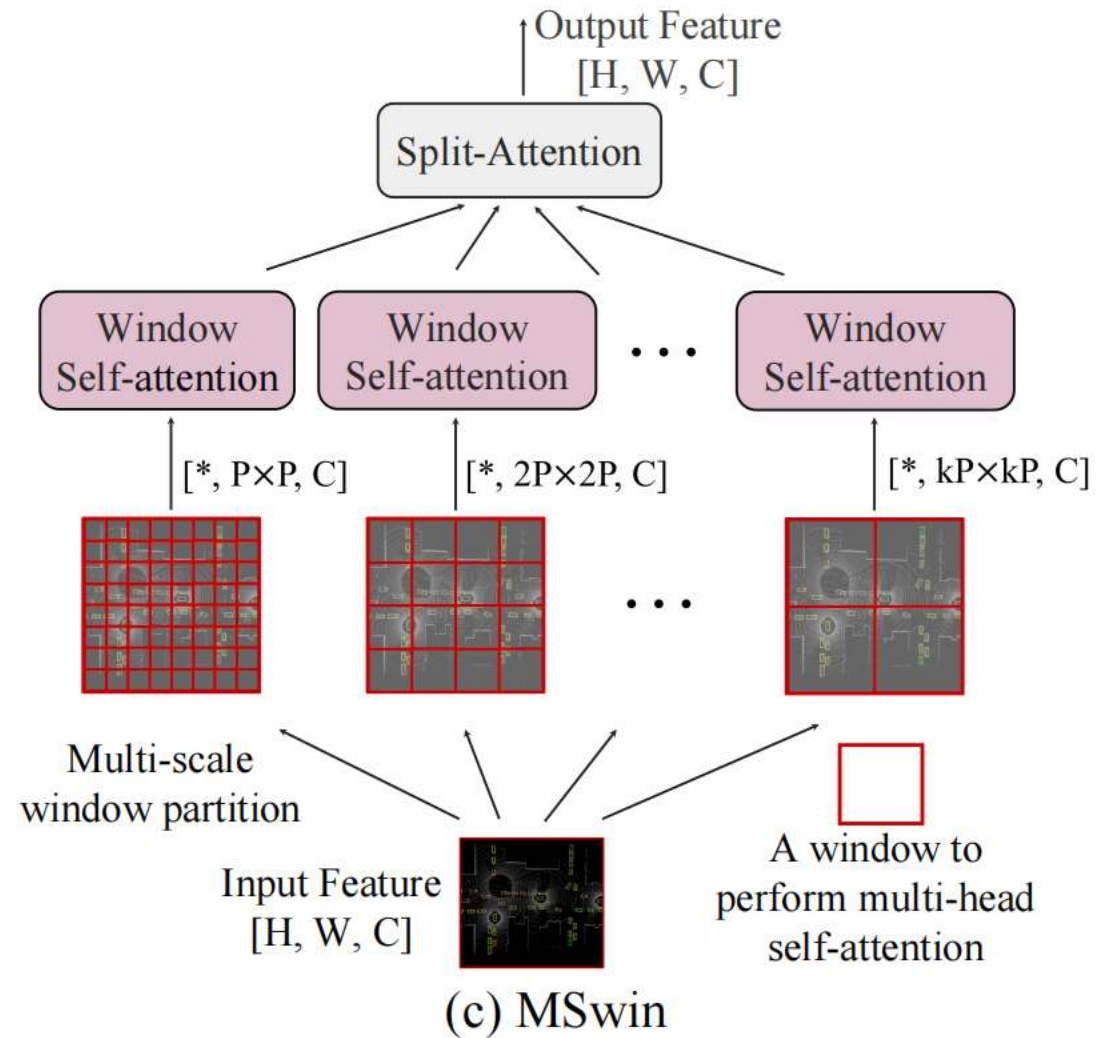 Output Feature
[H, W, C]
Split-Attention
Window
Self-attention
Window
Self-attention
Window
Self-attention
[*, P×P, C]
[*, 2P×2P, C]
[*, kP×kP, C]
Multi-scale
window partition
Input Feature
[H, W, C]
A window to
perform multi-head
self-attention
(c) MSwin